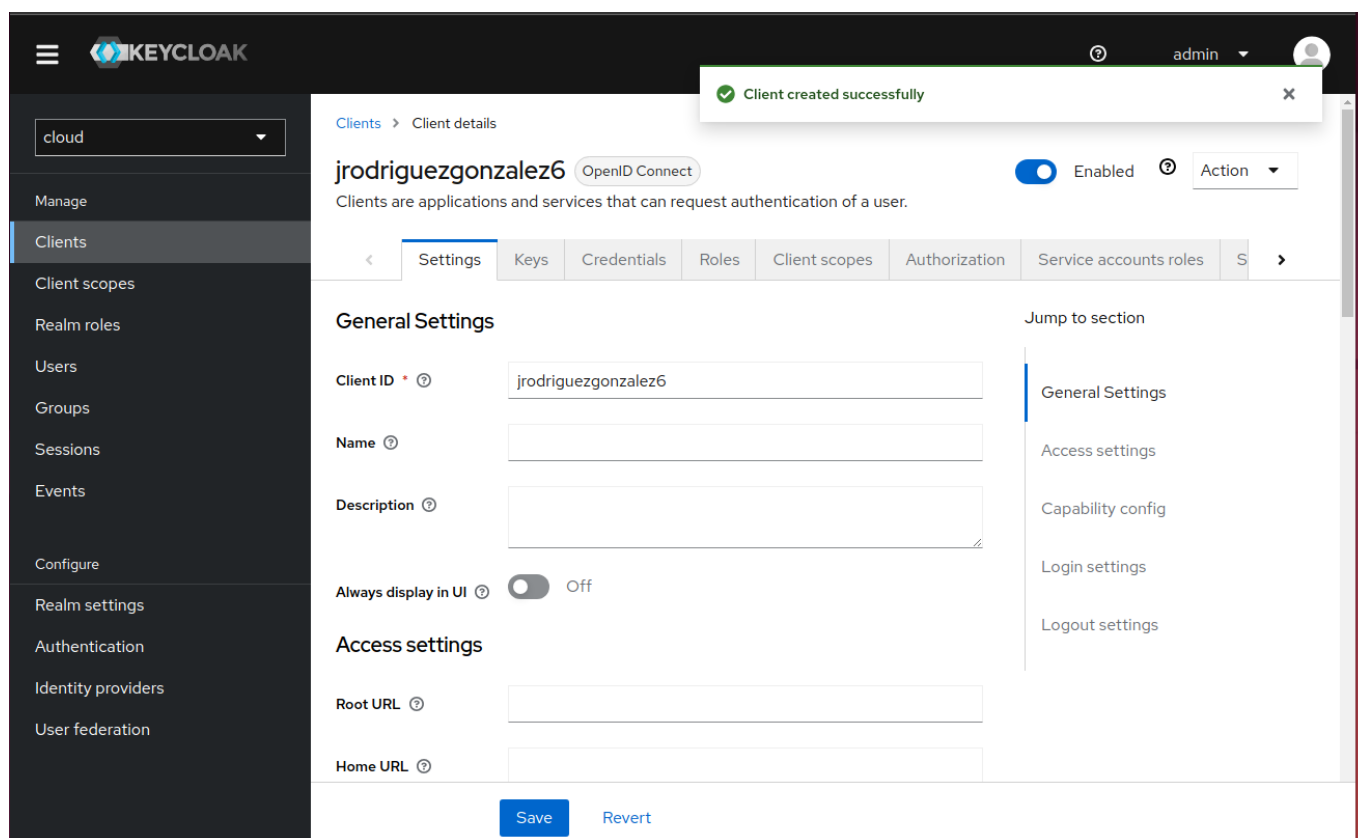 KEYCLOAK
admin
Client created successfully
cloud
Manage
Clients
Client scopes
Realm roles
Users
Groups
Sessions
Events
Configure
Realm settings
Authentication
Identity providers
User federation
Clients > Client details
jrodriguezgonzalez6 OpenID Connect
Enabled
Action
Clients are applications and services that can request authentication of a user.
Settings Keys Credentials Roles Client scopes Authorization Service accounts roles S
General Settings
Client ID * jrodriguezgonzalez6
Name
Description
Always display in UI Off
Access settings
Root URL
Home URL
Jump to section
General Settings
Access settings
Capability config
Login settings
Logout settings
Save Revert